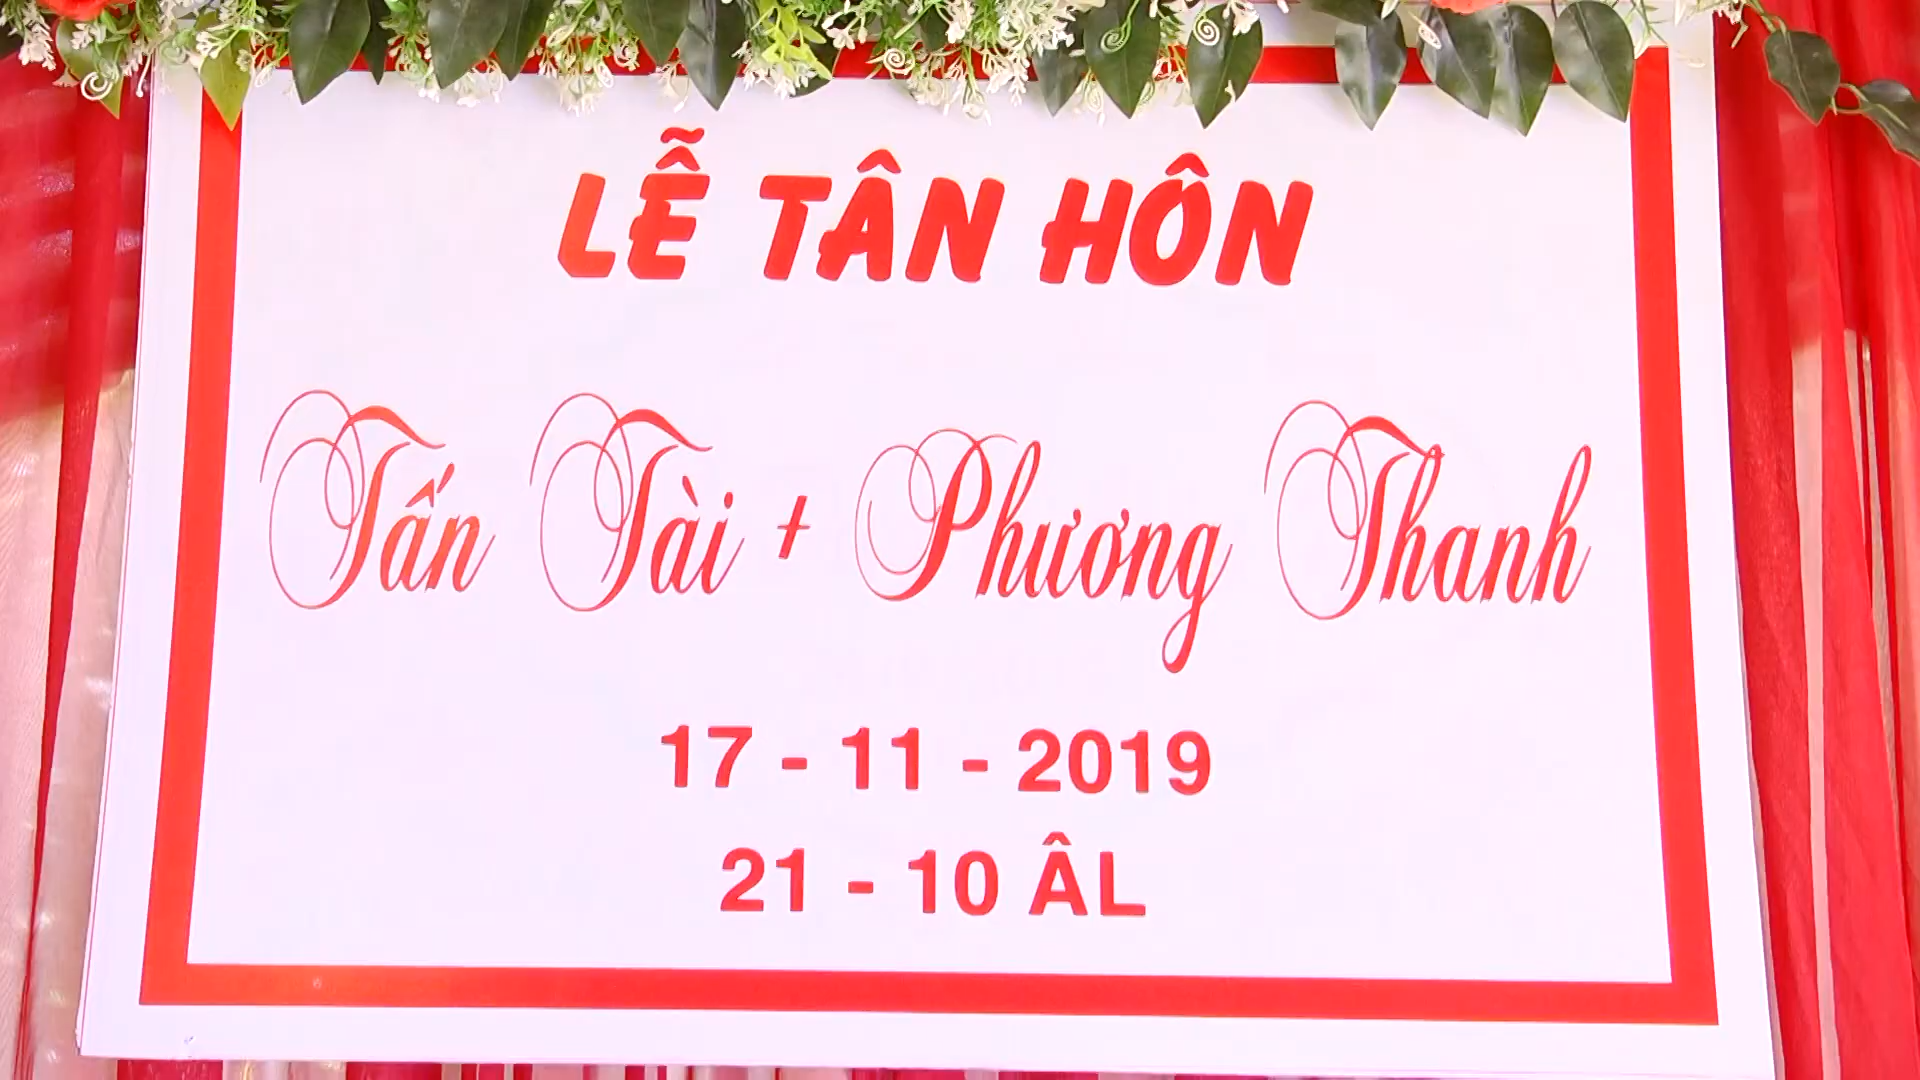 LỄ TÂN HÔN
Tấn Tài + Phương Thanh
17 - 11 - 2019
21 - 10 ÂL